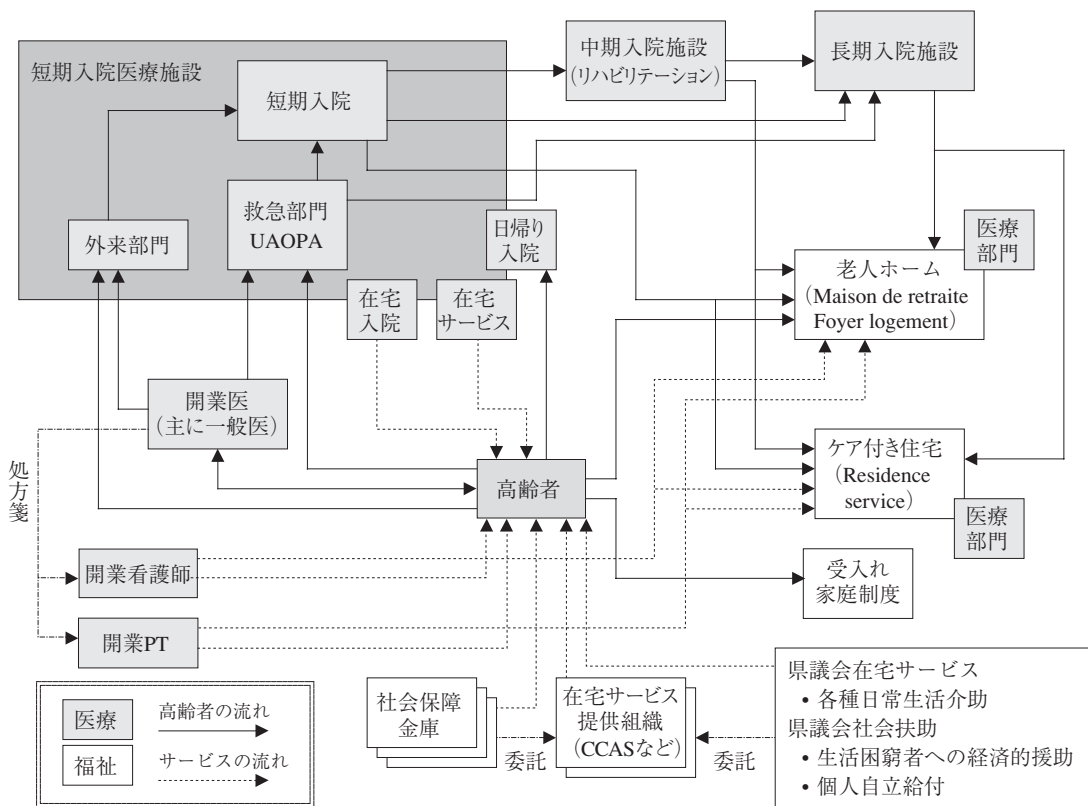 短期入院医療施設
短期入院
救急部門
UAOPA
外来部門
日帰り
入院
在宅
入院
在宅
サービス
中期入院施設
(リハビリテーション)
長期入院施設
医療
部門
老人ホーム
(Maison de retraite
Foyer logement)
開業医
(主に一般医)
高齢者
ケア付き住宅
(Residence
service)
医療
部門
処方箋
開業看護師
開業PT
受入れ
家庭制度
社会保障
金庫
委託
在宅サービス
提供組織
(CCASなど)
委託
県議会在宅サービス
• 各種日常生活介助
県議会社会扶助
• 生活困窮者への経済的援助
• 個人自立給付
医療
高齢者の流れ
福祉
サービスの流れ